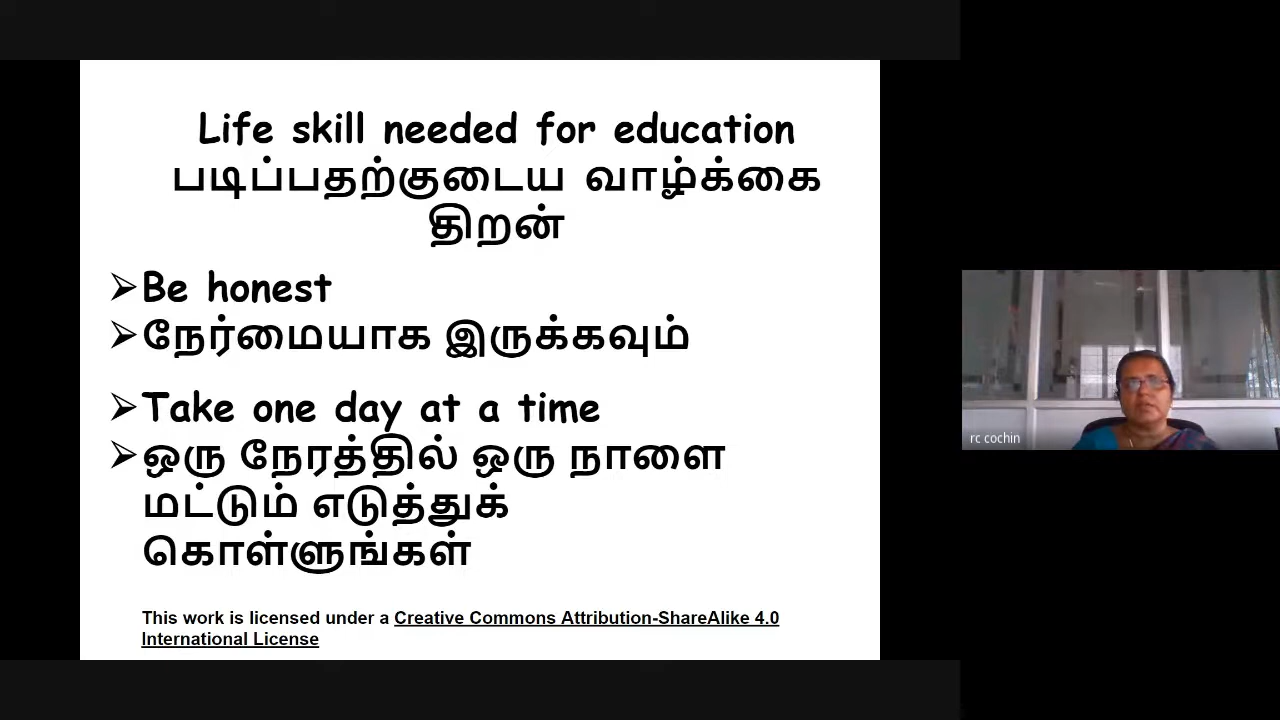 Life skill needed for education
படிப்பதற்குடைய வாழ்க்கை
திறன்
➢Be honest
➢நேர்மையாக இருக்கவும்
➢Take one day at a time
➢ஒரு நேரத்தில் ஒரு நாளை
மட்டும் எடுத்துக்
கொள்ளுங்கள்
This work is licensed under a Creative Commons Attribution-ShareAlike 4.0
International License
rc cochin